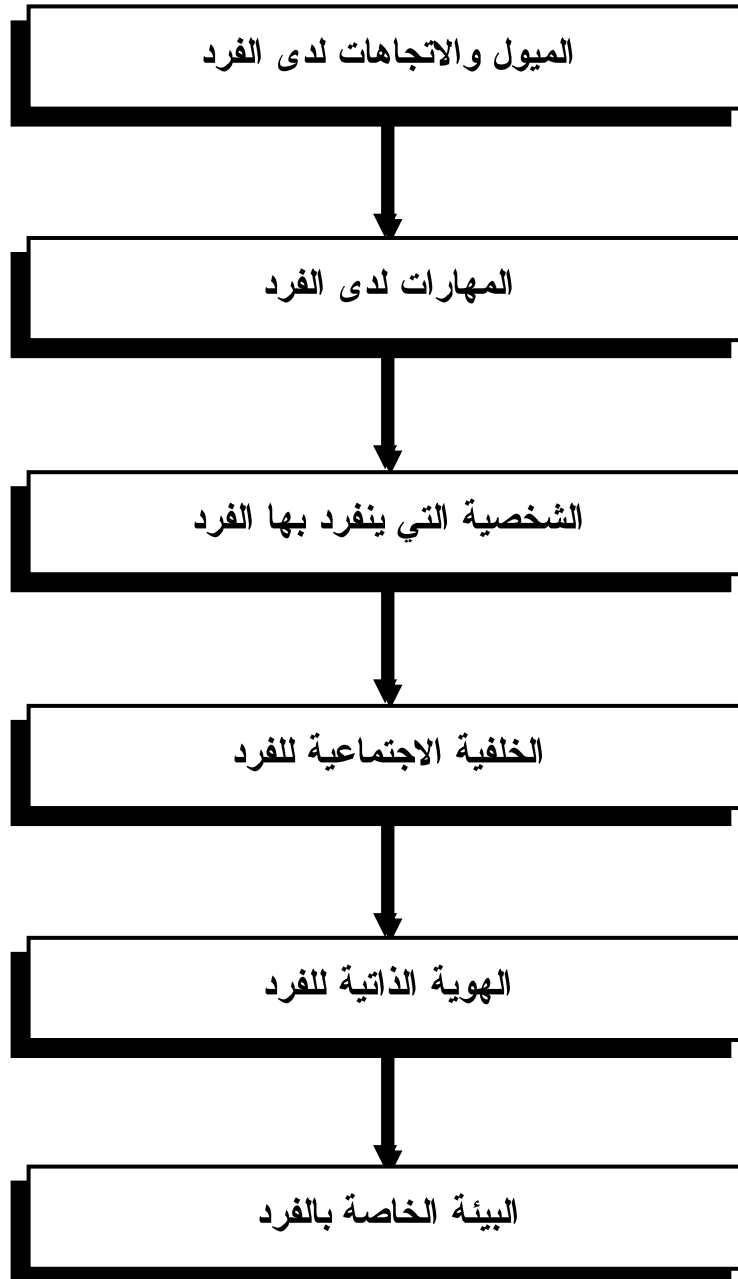 الميول والاتجاهات لدى الفرد
المهارات لدى الفرد
الشخصية التي ينفرد بها الفرد
الخلفية الاجتماعية للفرد
الهوية الذاتية للفرد
البيئة الخاصة بالفرد